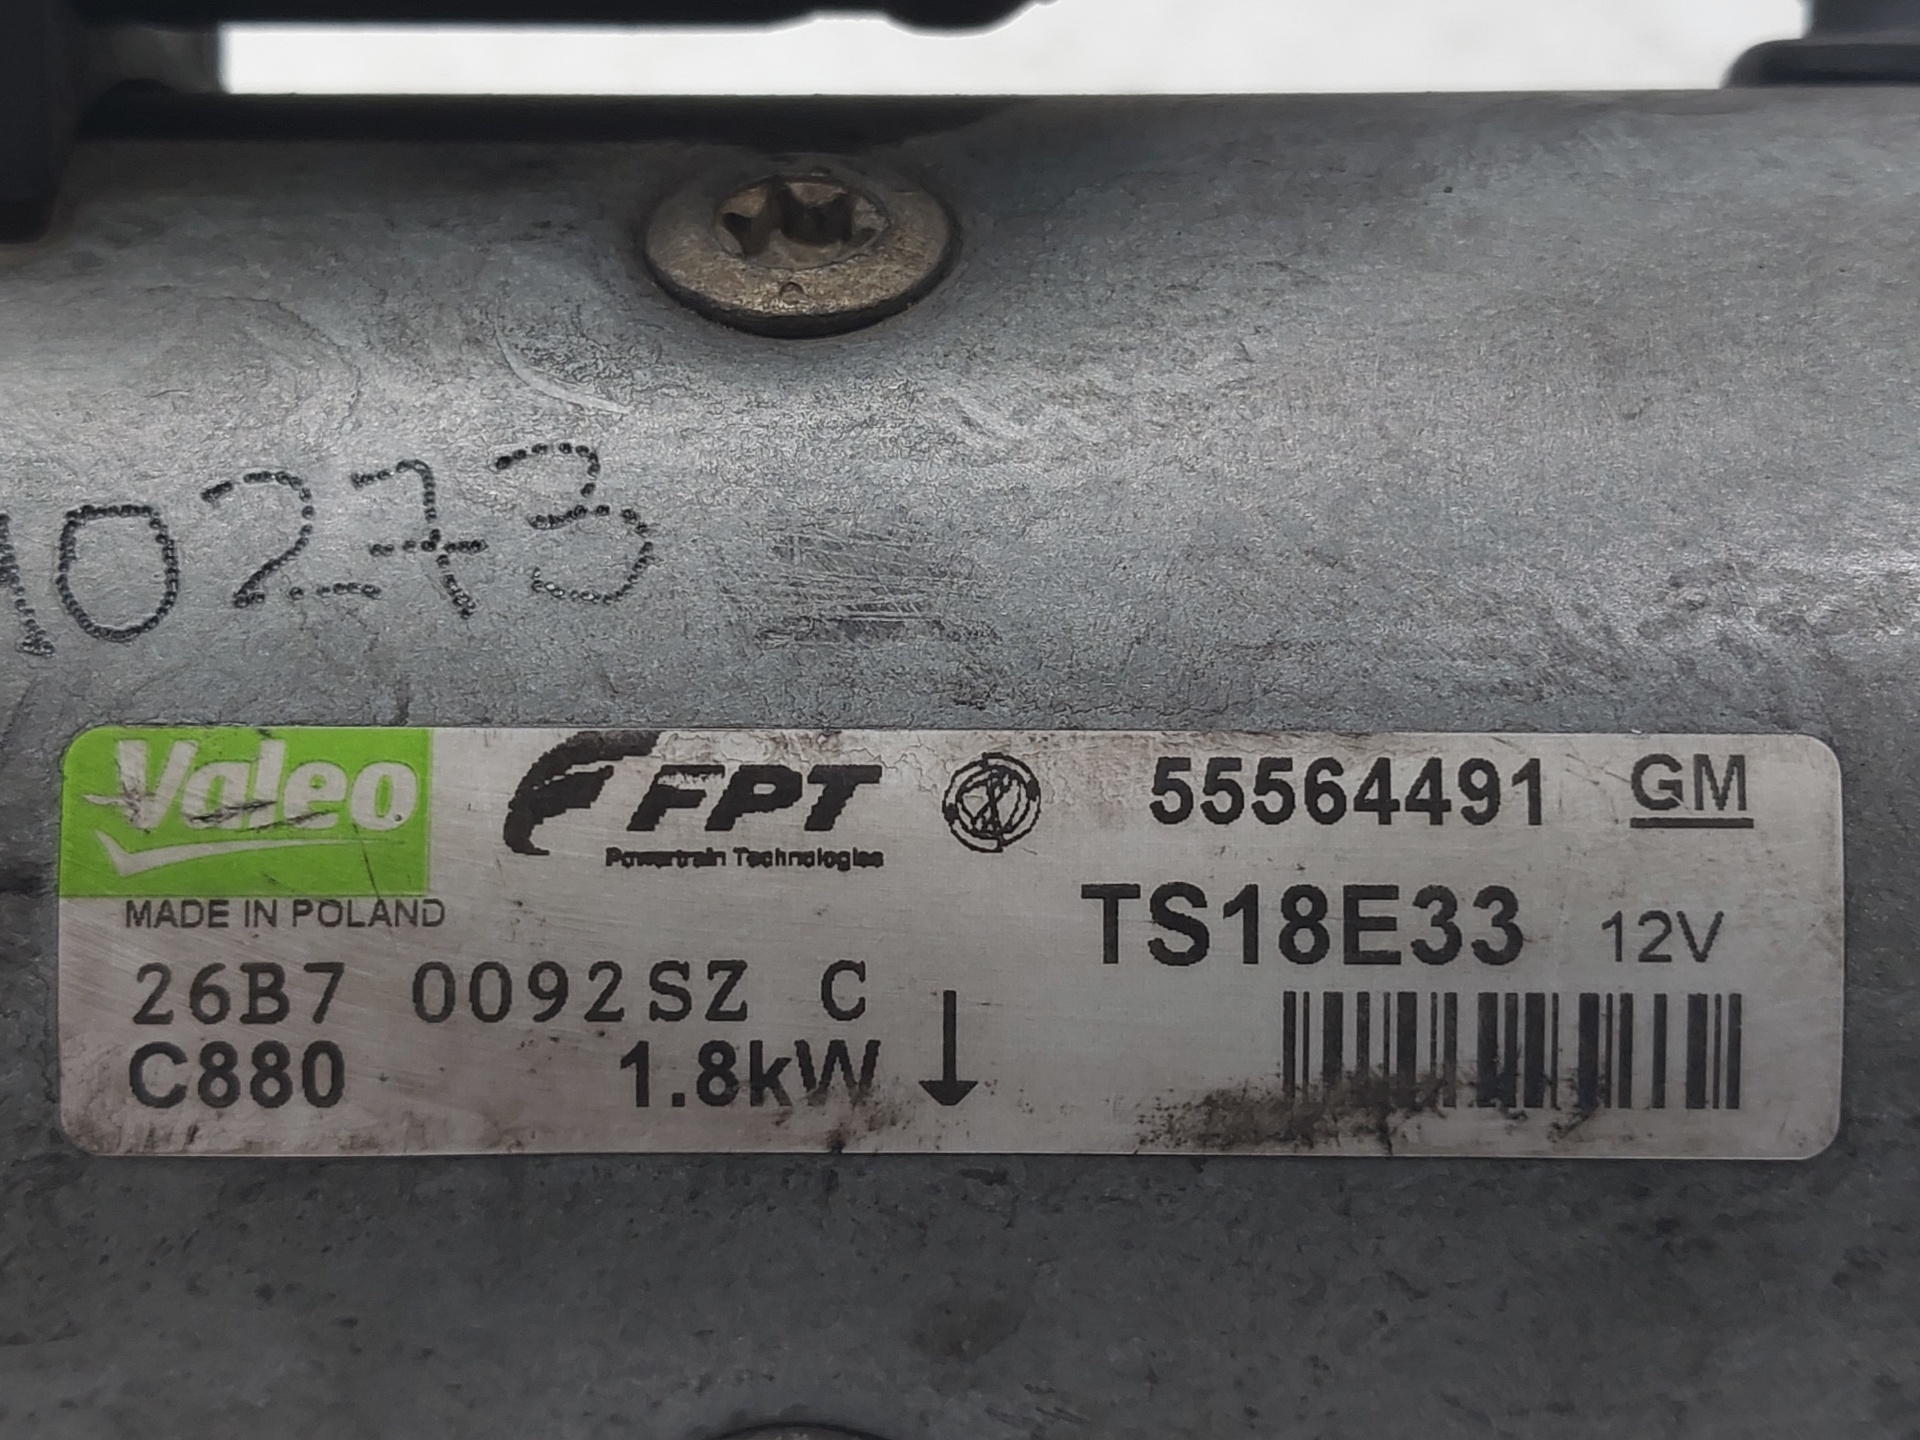 10273
Valeo FPT 55564491 GM
Powertrain Technologies
MADE IN POLAND
TS18E33 12V
26B7 0092SZ C
C880 1.8kW